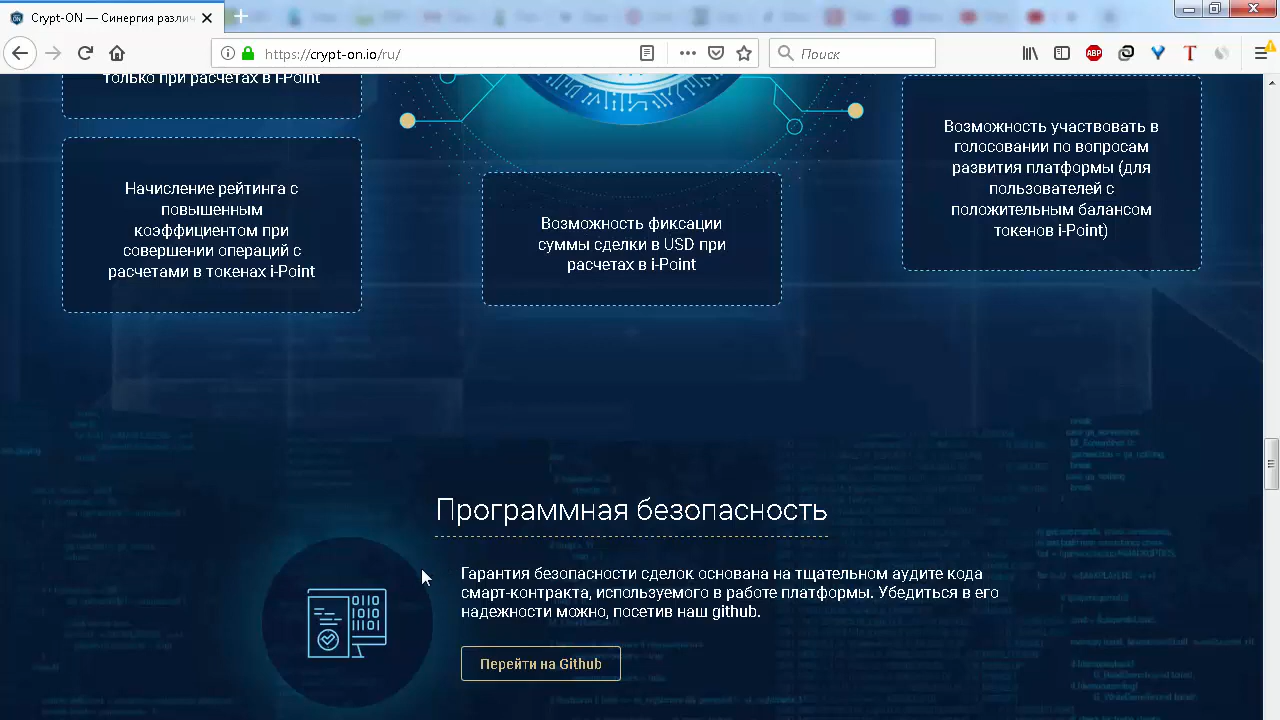 Crypt-ON — Синергия различ
https://crypt-on.io/ru/
Поиск
ABP
T
только при расчетах в i-Point
Начисление рейтинга с
повышенным
коэффициентом при
совершении операций с
расчетами в токенах i-Point
Возможность фиксации
суммы сделки в USD при
расчетах в i-Point
Возможность участвовать в
голосовании по вопросам
развития платформы (для
пользователей с
положительным балансом
токенов i-Point)
Программная безопасность
Гарантия безопасности сделок основана на тщательном аудите кода
смарт-контракта, используемого в работе платформы. Убедиться в его
надежности можно, посетив наш github.
Перейти на Github